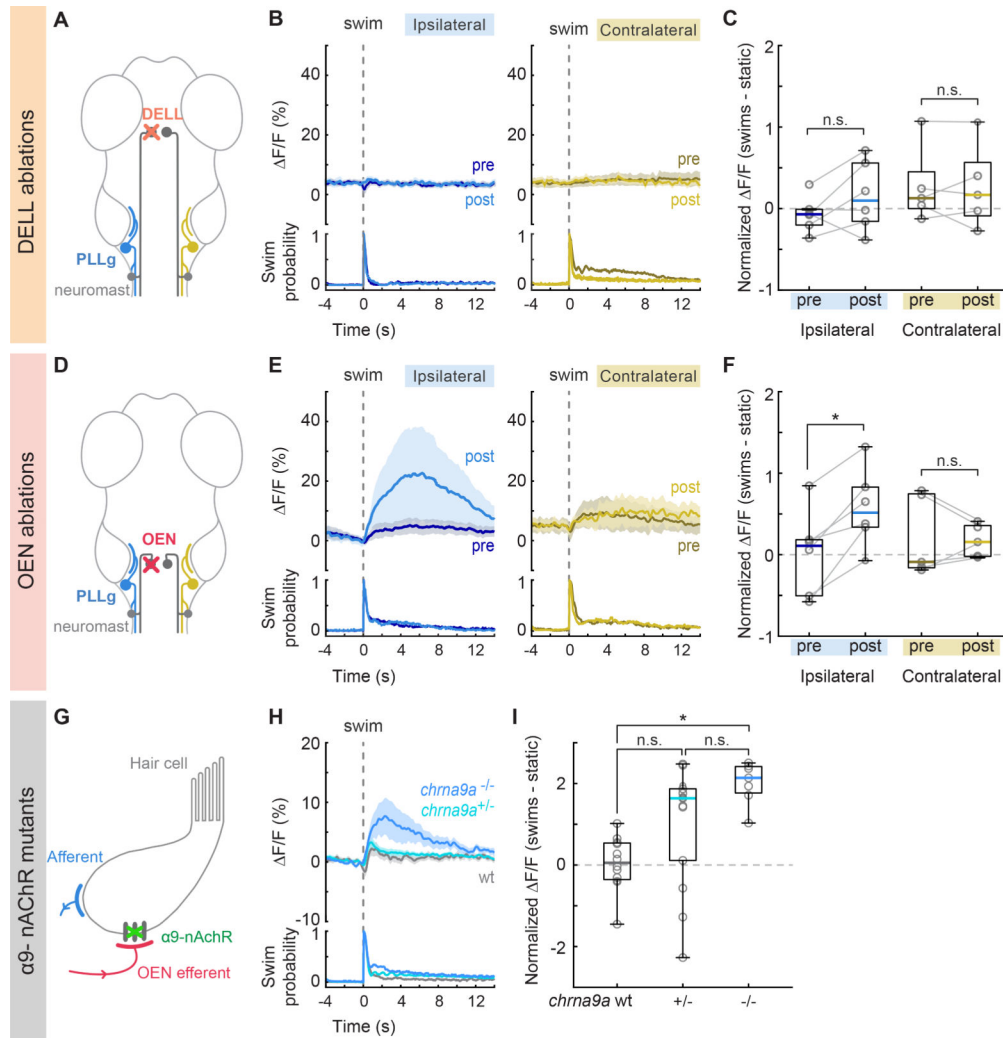 DELL ablations
A
DELL
PLLg
neuromast
B
swim
Ipsilateral
swim
Contralateral
ΔF/F (%)
40
20
0
pre
post
40
20
0
pre
post
Swim
probability
1
0
1
0
-4 0 4 8 12
Time (s)
-4 0 4 8 12
Time (s)
C
Normalized ΔF/F (swims - static)
2
1
0
-1
n.s.
n.s.
pre post pre post
Ipsilateral Contralateral
OEN ablations
D
OEN
PLLg
neuromast
E
swim
Ipsilateral
swim
Contralateral
ΔF/F (%)
40
20
0
post
pre
40
20
0
post
pre
Swim
probability
1
0
1
0
-4 0 4 8 12
Time (s)
-4 0 4 8 12
Time (s)
F
Normalized ΔF/F (swims - static)
2
1
0
-1
*
n.s.
pre post pre post
Ipsilateral Contralateral
α9- nAChR mutants
G
Hair cell
Afferent
α9-nAchR
OEN efferent
H
swim
ΔF/F (%)
20
10
0
-10
chrna9a -/-
chrna9a+/-
wt
Swim
probability
1
0
-4 0 4 8 12
Time (s)
I
Normalized ΔF/F (swims - static)
2
0
-2
*
n.s.
n.s.
chrna9a wt +/- -/-